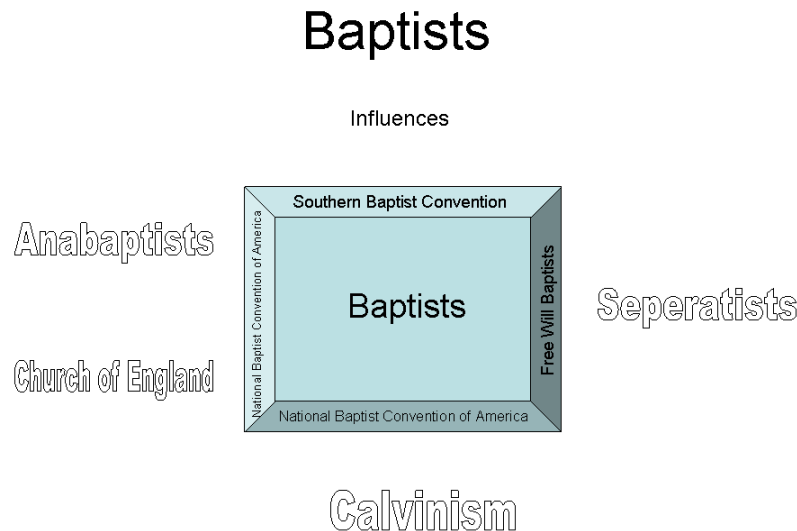 Baptists
Influences
Southern Baptist Convention
Anabaptists
National Baptist Convention of America
Baptists
Free Will Baptists
Seperatists
Church of England
National Baptist Convention of America
Calvinism